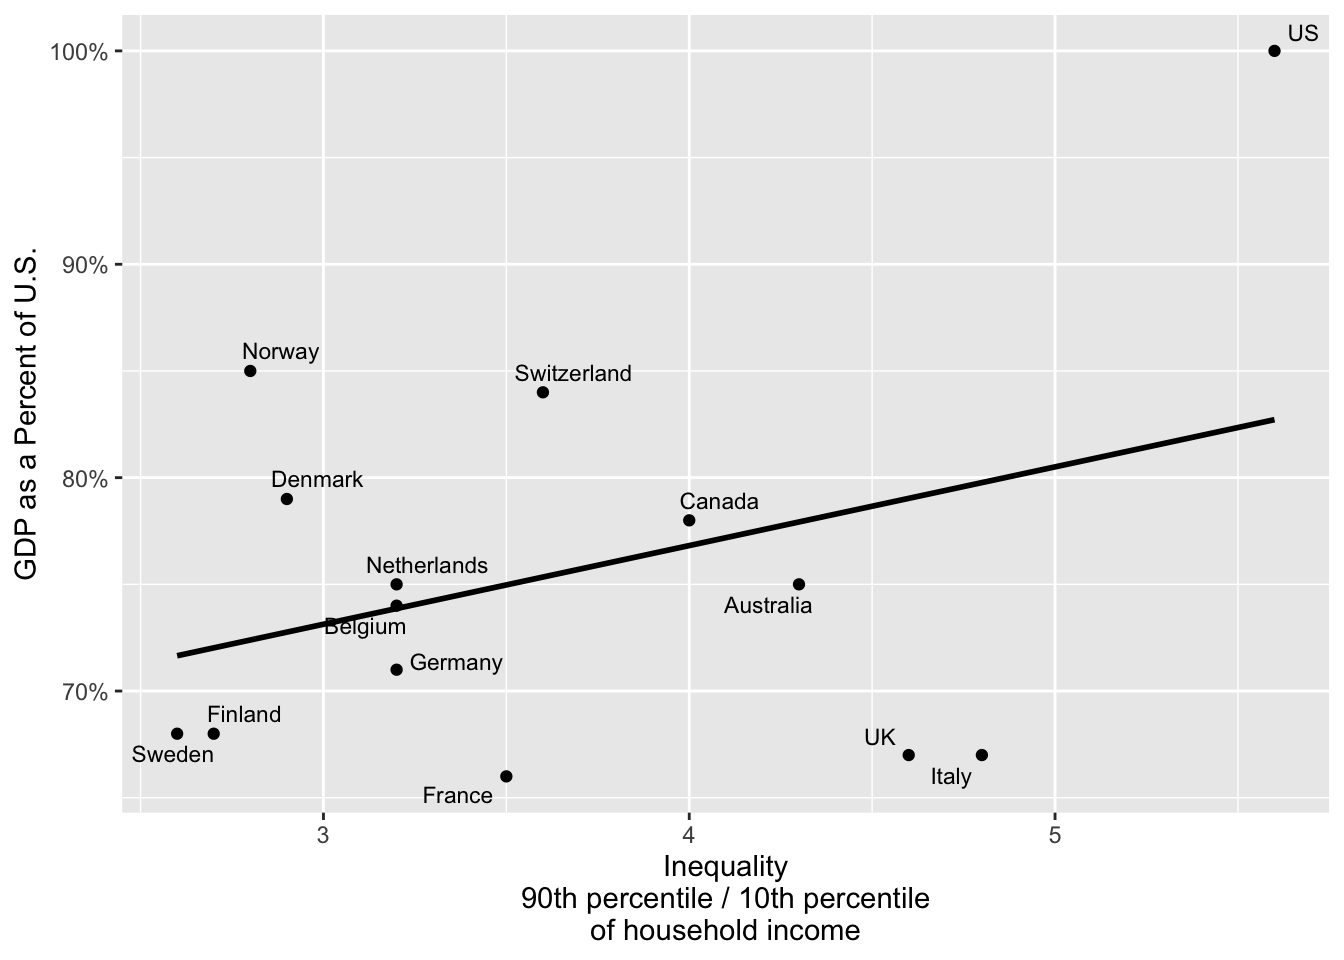 US
100%
90%
Norway
Switzerland
Denmark
80%
Canada
Netherlands
Australia
Belgium
Germany
70%
Finland
UK
Sweden
Italy
France
GDP as a Percent of U.S.
3
4
5
Inequality
90th percentile / 10th percentile
of household income